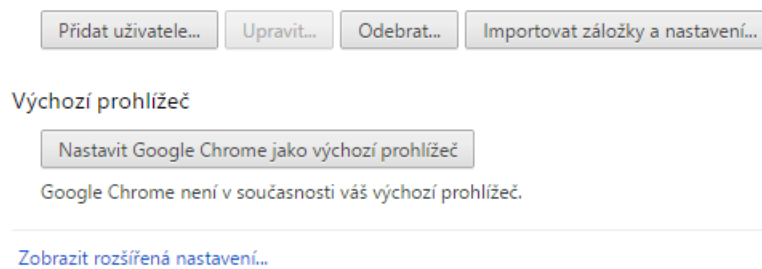 Přidat uživatele... Upravit... Odebrat... Importovat záložky a nastavení...
Výchozí prohlížeč
Nastavit Google Chrome jako výchozí prohlížeč
Google Chrome není v současnosti váš výchozí prohlížeč.
Zobrazit rozšířená nastavení...